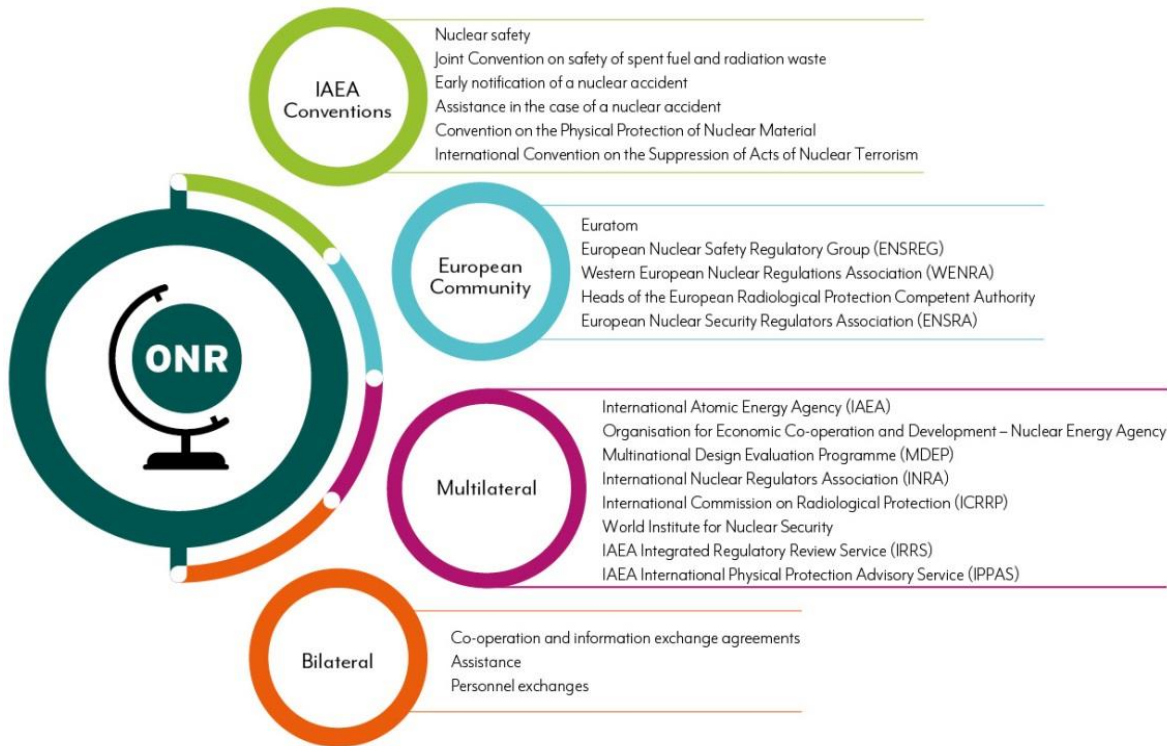 IAEA
Conventions
Nuclear safety
Joint Convention on safety of spent fuel and radiation waste
Early notification of a nuclear accident
Assistance in the case of a nuclear accident
Convention on the Physical Protection of Nuclear Material
International Convention on the Suppression of Acts of Nuclear Terrorism
European
Community
Euratom
European Nuclear Safety Regulatory Group (ENSREG)
Western European Nuclear Regulations Association (WENRA)
Heads of the European Radiological Protection Competent Authority
European Nuclear Security Regulators Association (ENSRA)
ONR
Multilateral
International Atomic Energy Agency (IAEA)
Organisation for Economic Co-operation and Development – Nuclear Energy Agency
Multinational Design Evaluation Programme (MDEP)
International Nuclear Regulators Association (INRA)
International Commission on Radiological Protection (ICRRP)
World Institute for Nuclear Security
IAEA Integrated Regulatory Review Service (IRRS)
IAEA International Physical Protection Advisory Service (IPPAS)
Bilateral
Co-operation and information exchange agreements
Assistance
Personnel exchanges